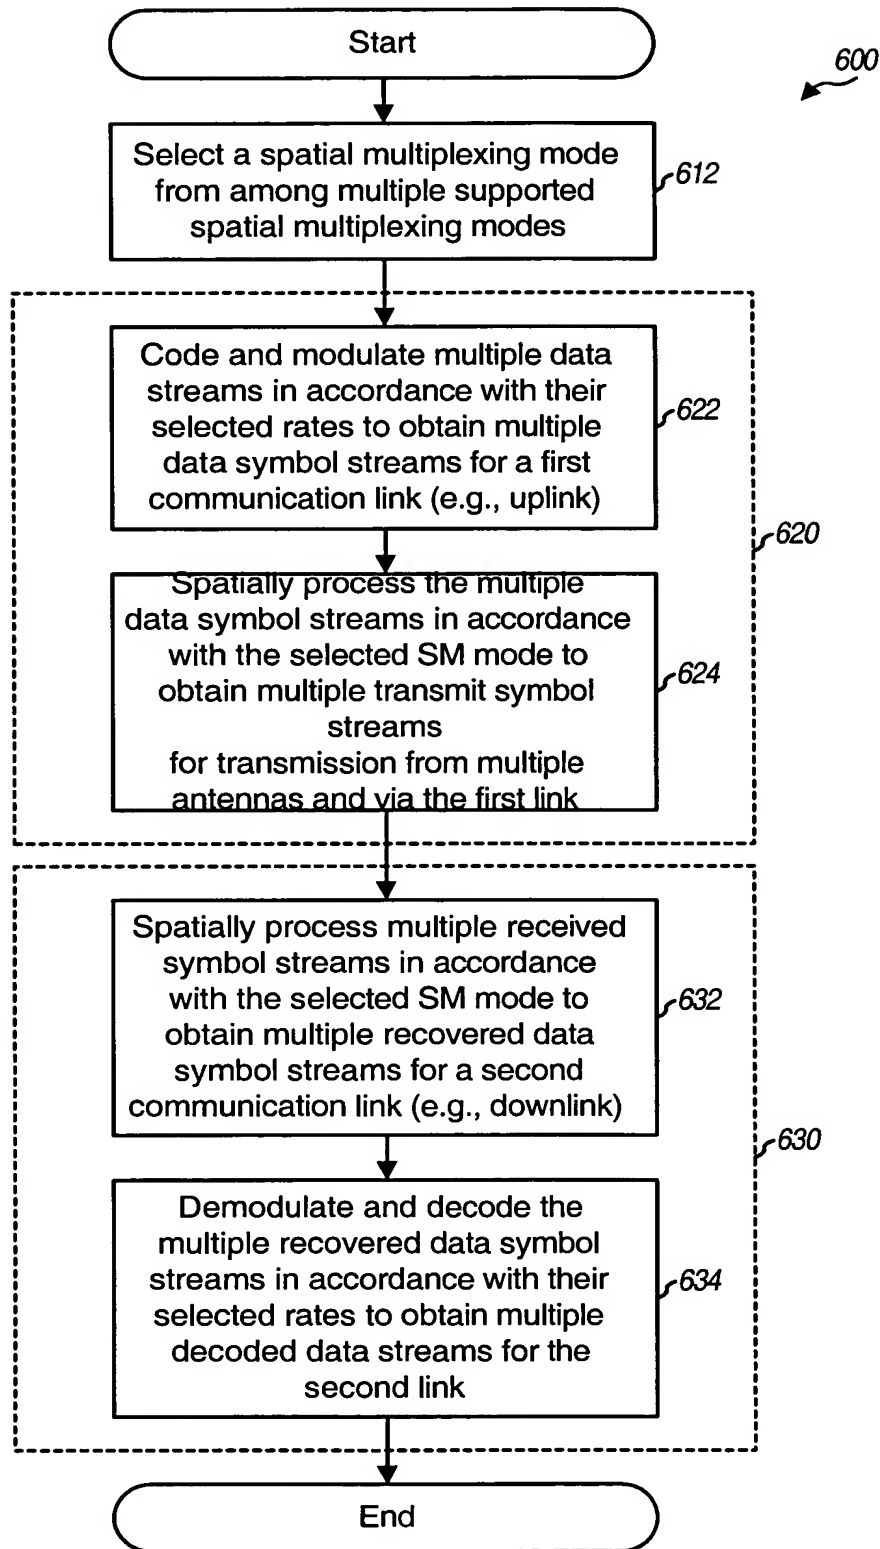 Start
600
Select a spatial multiplexing mode
from among multiple supported
spatial multiplexing modes
612
Code and modulate multiple data
streams in accordance with their
selected rates to obtain multiple
data symbol streams for a first
communication link (e.g., uplink)
622
620
Spatially process the multiple
data symbol streams in accordance
with the selected SM mode to
obtain multiple transmit symbol
streams
for transmission from multiple
antennas and via the first link
624
Spatially process multiple received
symbol streams in accordance
with the selected SM mode to
obtain multiple recovered data
symbol streams for a second
communication link (e.g., downlink)
632
630
Demodulate and decode the
multiple recovered data symbol
streams in accordance with their
selected rates to obtain multiple
decoded data streams for the
second link
634
End